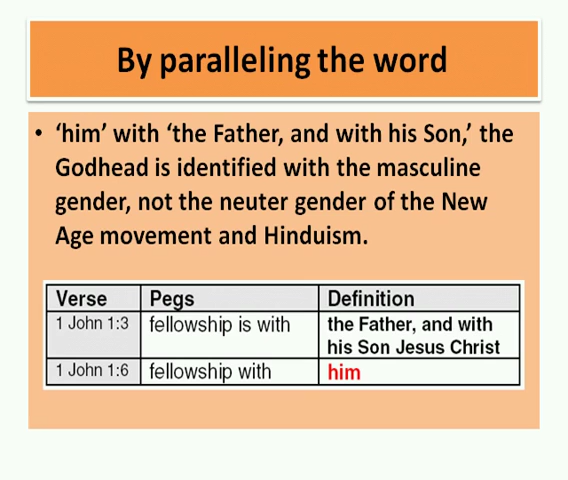 By paralleling the word
• ‘him’ with ‘the Father, and with his Son,’ the
Godhead is identified with the masculine
gender, not the neuter gender of the New
Age movement and Hinduism.
Verse Pegs Definition
1 John 1:3 fellowship is with the Father, and with
his Son Jesus Christ
1 John 1:6 fellowship with him